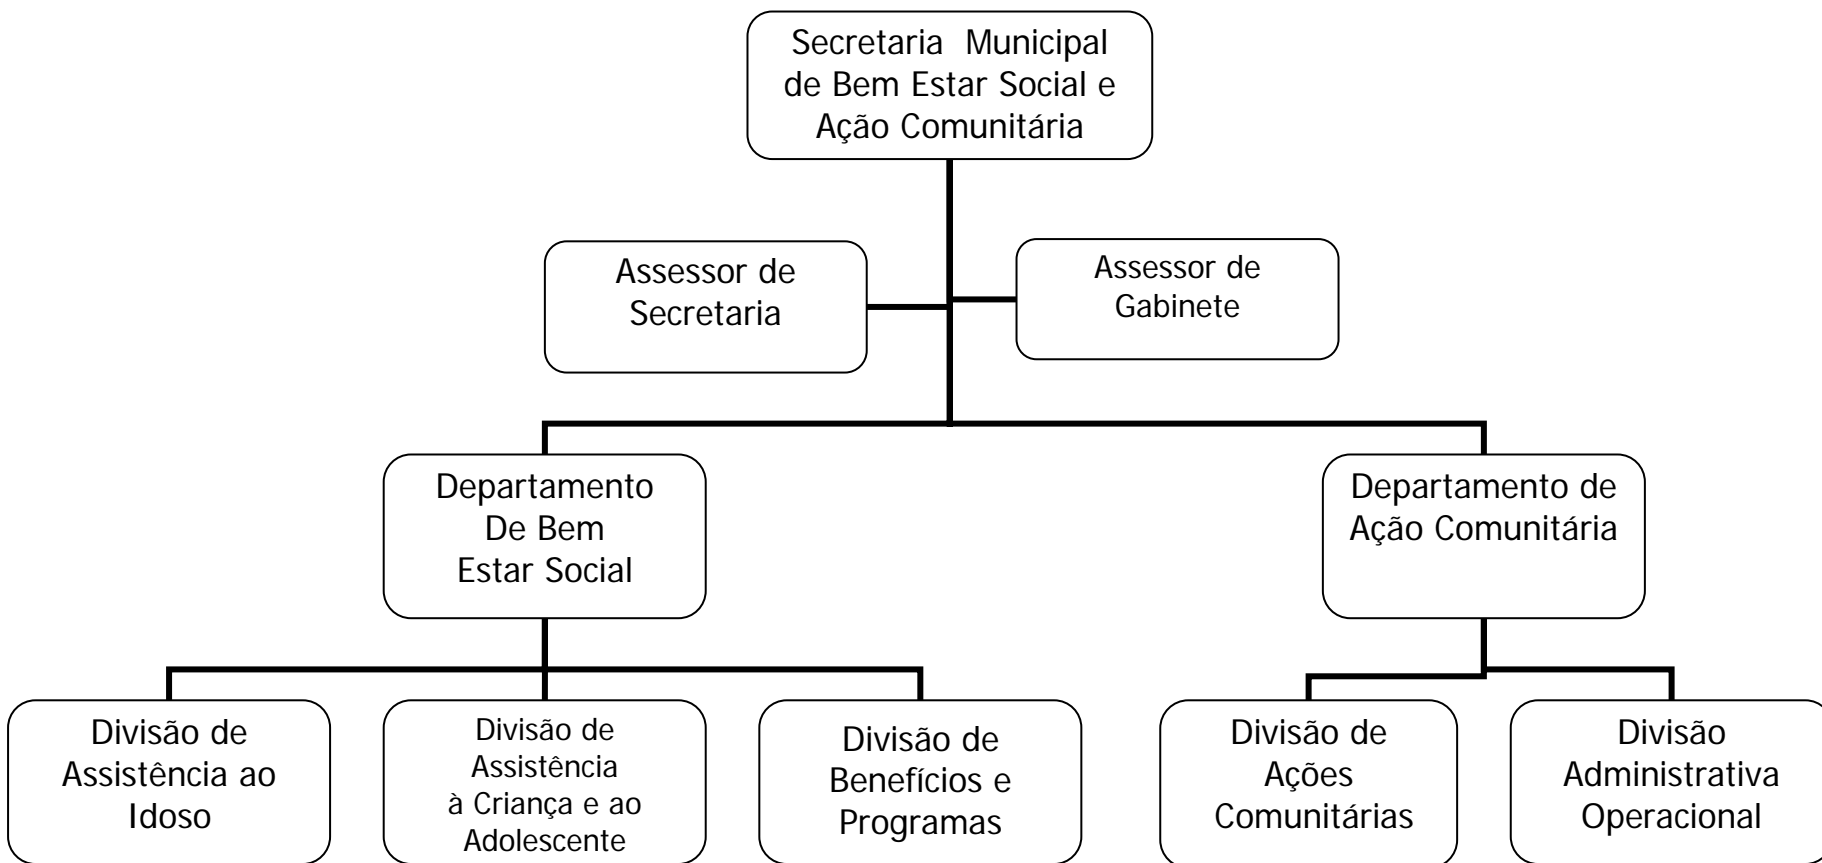 Secretaria Municipal
de Bem Estar Social e
Ação Comunitária
Assessor de
Secretaria
Assessor de
Gabinete
Departamento
De Bem
Estar Social
Departamento de
Ação Comunitária
Divisão de
Assistência ao
Idoso
Divisão de
Assistência
à Criança e ao
Adolescente
Divisão de
Benefícios e
Programas
Divisão de
Ações
Comunitárias
Divisão
Administrativa
Operacional